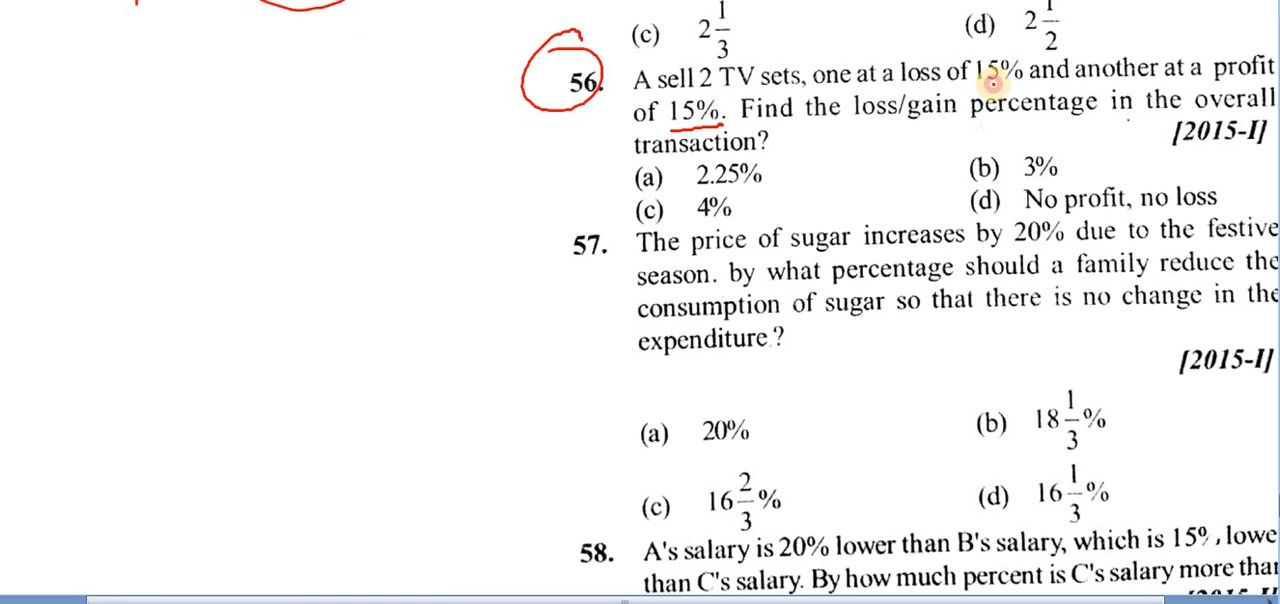 (c) 2 1/3 (d) 2 1/2
56. A sell 2 TV sets, one at a loss of 15% and another at a profit
of 15%. Find the loss/gain percentage in the overall
transaction? [2015-I]
(a) 2.25% (b) 3%
(c) 4% (d) No profit, no loss
57. The price of sugar increases by 20% due to the festive
season. by what percentage should a family reduce the
consumption of sugar so that there is no change in the
expenditure?
[2015-I]
(a) 20% (b) 18 1/3 %
(c) 16 2/3 % (d) 16 1/3 %
58. A's salary is 20% lower than B's salary, which is 15% lowe
than C's salary. By how much percent is C's salary more than